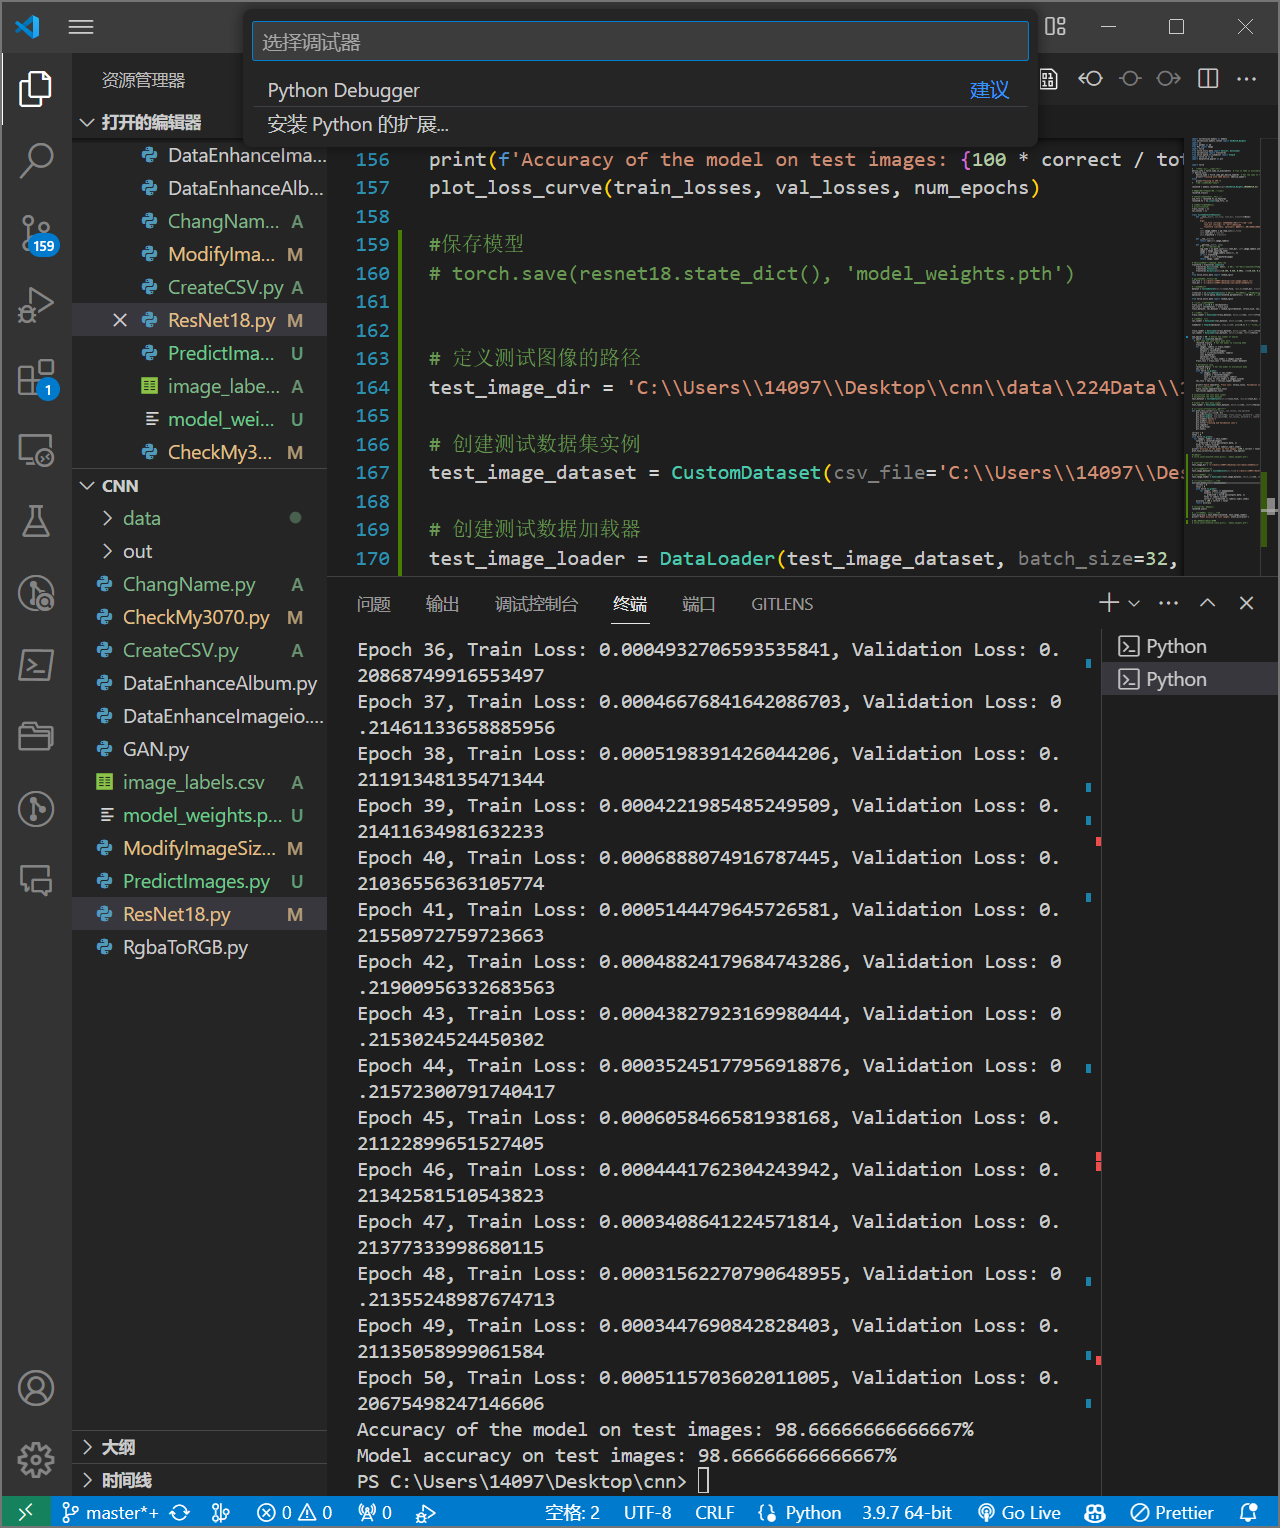 选择调试器
Python Debugger 建议
安装 Python 的扩展...
资源管理器
打开的编辑器
DataEnhanceIma...
DataEnhanceAlb...
ChangNam... A
ModifyIma... M
CreateCSV.py A
ResNet18.py M
PredictIma... U
image_labe... A
model_wei... U
CheckMy3... M
CNN
data
out
ChangName.py A
CheckMy3070.py M
CreateCSV.py A
DataEnhanceAlbum.py
DataEnhanceImageio....
GAN.py
image_labels.csv A
model_weights.p... U
ModifyImageSiz... M
PredictImages.py U
ResNet18.py M
RgbaToRGB.py
大纲
时间线
159
1
156 print(f'Accuracy of the model on test images: {100 * correct / tot
157 plot_loss_curve(train_losses, val_losses, num_epochs)
158
159 #保存模型
160 # torch.save(resnet18.state_dict(), 'model_weights.pth')
161
162
163 # 定义测试图像的路径
164 test_image_dir = 'C:\\Users\\14097\\Desktop\\cnn\\data\\224Data\\
165
166 # 创建测试数据集实例
167 test_image_dataset = CustomDataset(csv_file='C:\\Users\\14097\\Des
168
169 # 创建测试数据加载器
170 test_image_loader = DataLoader(test_image_dataset, batch_size=32,
问题 输出 调试控制台 终端 端口 GITLENS
Python
Python
Epoch 36, Train Loss: 0.0004932706593535841, Validation Loss: 0.
20868749916553497
Epoch 37, Train Loss: 0.00046676841642086703, Validation Loss: 0
.21461133658885956
Epoch 38, Train Loss: 0.0005198391426044206, Validation Loss: 0.
21191348135471344
Epoch 39, Train Loss: 0.0004221985485249509, Validation Loss: 0.
21411634981632233
Epoch 40, Train Loss: 0.0006888074916787445, Validation Loss: 0.
21036556363105774
Epoch 41, Train Loss: 0.0005144479645726581, Validation Loss: 0.
21550972759723663
Epoch 42, Train Loss: 0.00048824179684743286, Validation Loss: 0
.21900956332683563
Epoch 43, Train Loss: 0.00043827923169980444, Validation Loss: 0
.2153024524450302
Epoch 44, Train Loss: 0.00035245177956918876, Validation Loss: 0
.21572300791740417
Epoch 45, Train Loss: 0.0006058466581938168, Validation Loss: 0.
21122899651527405
Epoch 46, Train Loss: 0.0004441762304243942, Validation Loss: 0.
21342581510543823
Epoch 47, Train Loss: 0.0003408641224571814, Validation Loss: 0.
21377333998680115
Epoch 48, Train Loss: 0.00031562270790648955, Validation Loss: 0
.21355248987674713
Epoch 49, Train Loss: 0.0003447690842828403, Validation Loss: 0.
21135058999061584
Epoch 50, Train Loss: 0.0005115703602011005, Validation Loss: 0.
20675498247146606
Accuracy of the model on test images: 98.66666666666667%
Model accuracy on test images: 98.66666666666667%
PS C:\Users\14097\Desktop\cnn>
master*+ 0 0 0 空格: 2 UTF-8 CRLF Python 3.9.7 64-bit Go Live Prettier